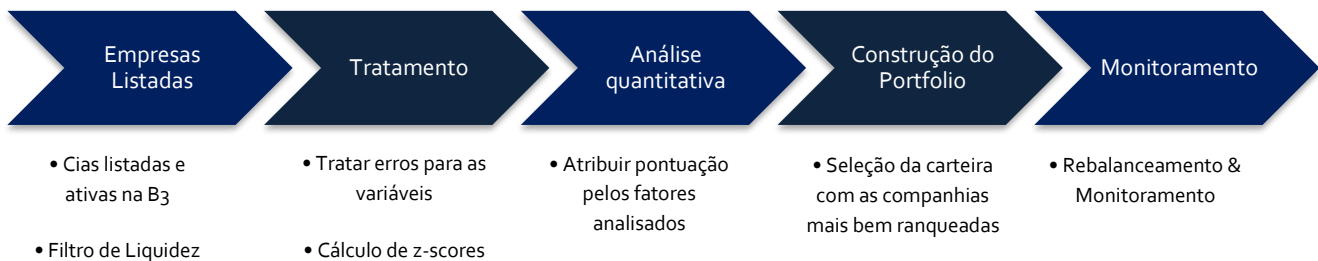 Empresas
Listadas
Tratamento
Análise
quantitativa
Construção do
Portfolio
Monitoramento
• Cias listadas e
ativas na B3
• Filtro de Liquidez
• Tratar erros para as
variáveis
• Cálculo de z-scores
• Atribuir pontuação
pelos fatores
analisados
• Seleção da carteira
com as companhias
mais bem ranqueadas
• Rebalanceamento &
Monitoramento